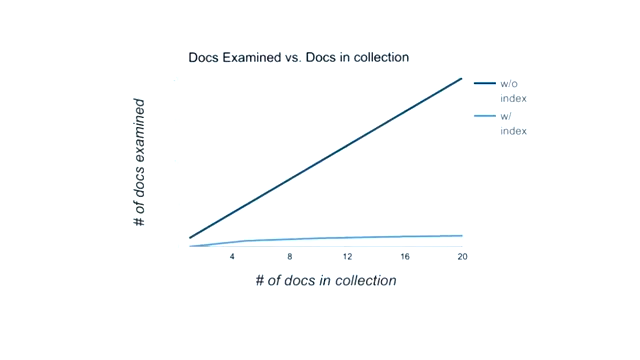 Docs Examined vs. Docs in collection
w/o
index
w/
index
# of docs examined
4 8 12 16 20
# of docs in collection